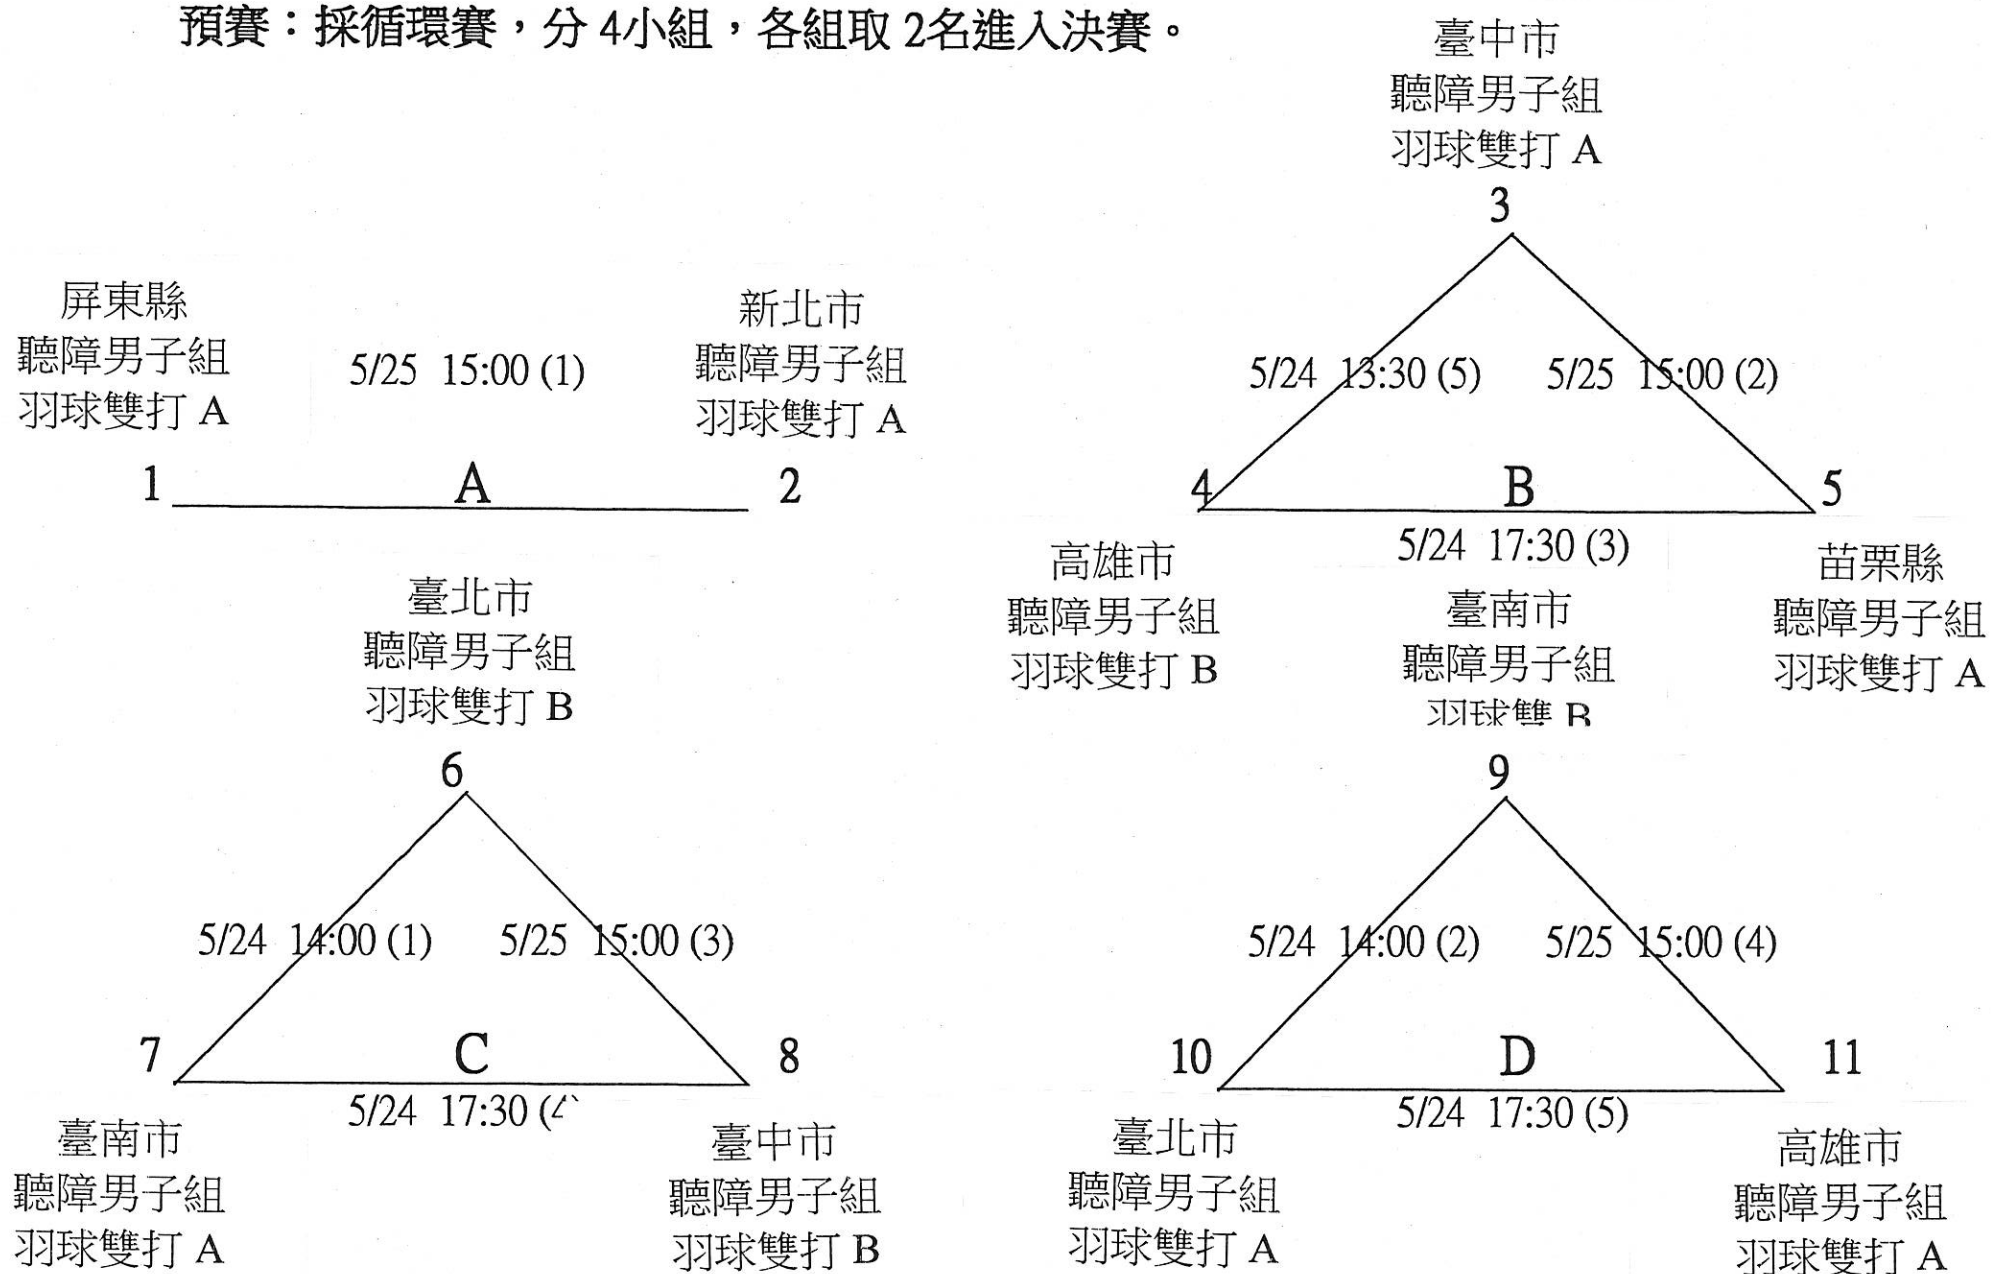 預賽：採循環賽，分 4小組，各組取 2名進入決賽。
屏東縣
聽障男子組
羽球雙打 A
5/25 15:00 (1)
新北市
聽障男子組
羽球雙打 A
1
A
2
臺中市
聽障男子組
羽球雙打 A
3
5/24 13:30 (5)
5/25 15:00 (2)
4
B
5
5/24 17:30 (3)
高雄市
聽障男子組
羽球雙打 B
苗栗縣
聽障男子組
羽球雙打 A
臺北市
聽障男子組
羽球雙打 B
6
5/24 14:00 (1)
5/25 15:00 (3)
7
C
8
5/24 17:30
臺南市
聽障男子組
羽球雙打 A
臺中市
聽障男子組
羽球雙打 B
臺南市
聽障男子組
羽球雙 B
9
5/24 14:00 (2)
5/25 15:00 (4)
10
D
11
5/24 17:30 (5)
臺北市
聽障男子組
羽球雙打 A
高雄市
聽障男子組
羽球雙打 A